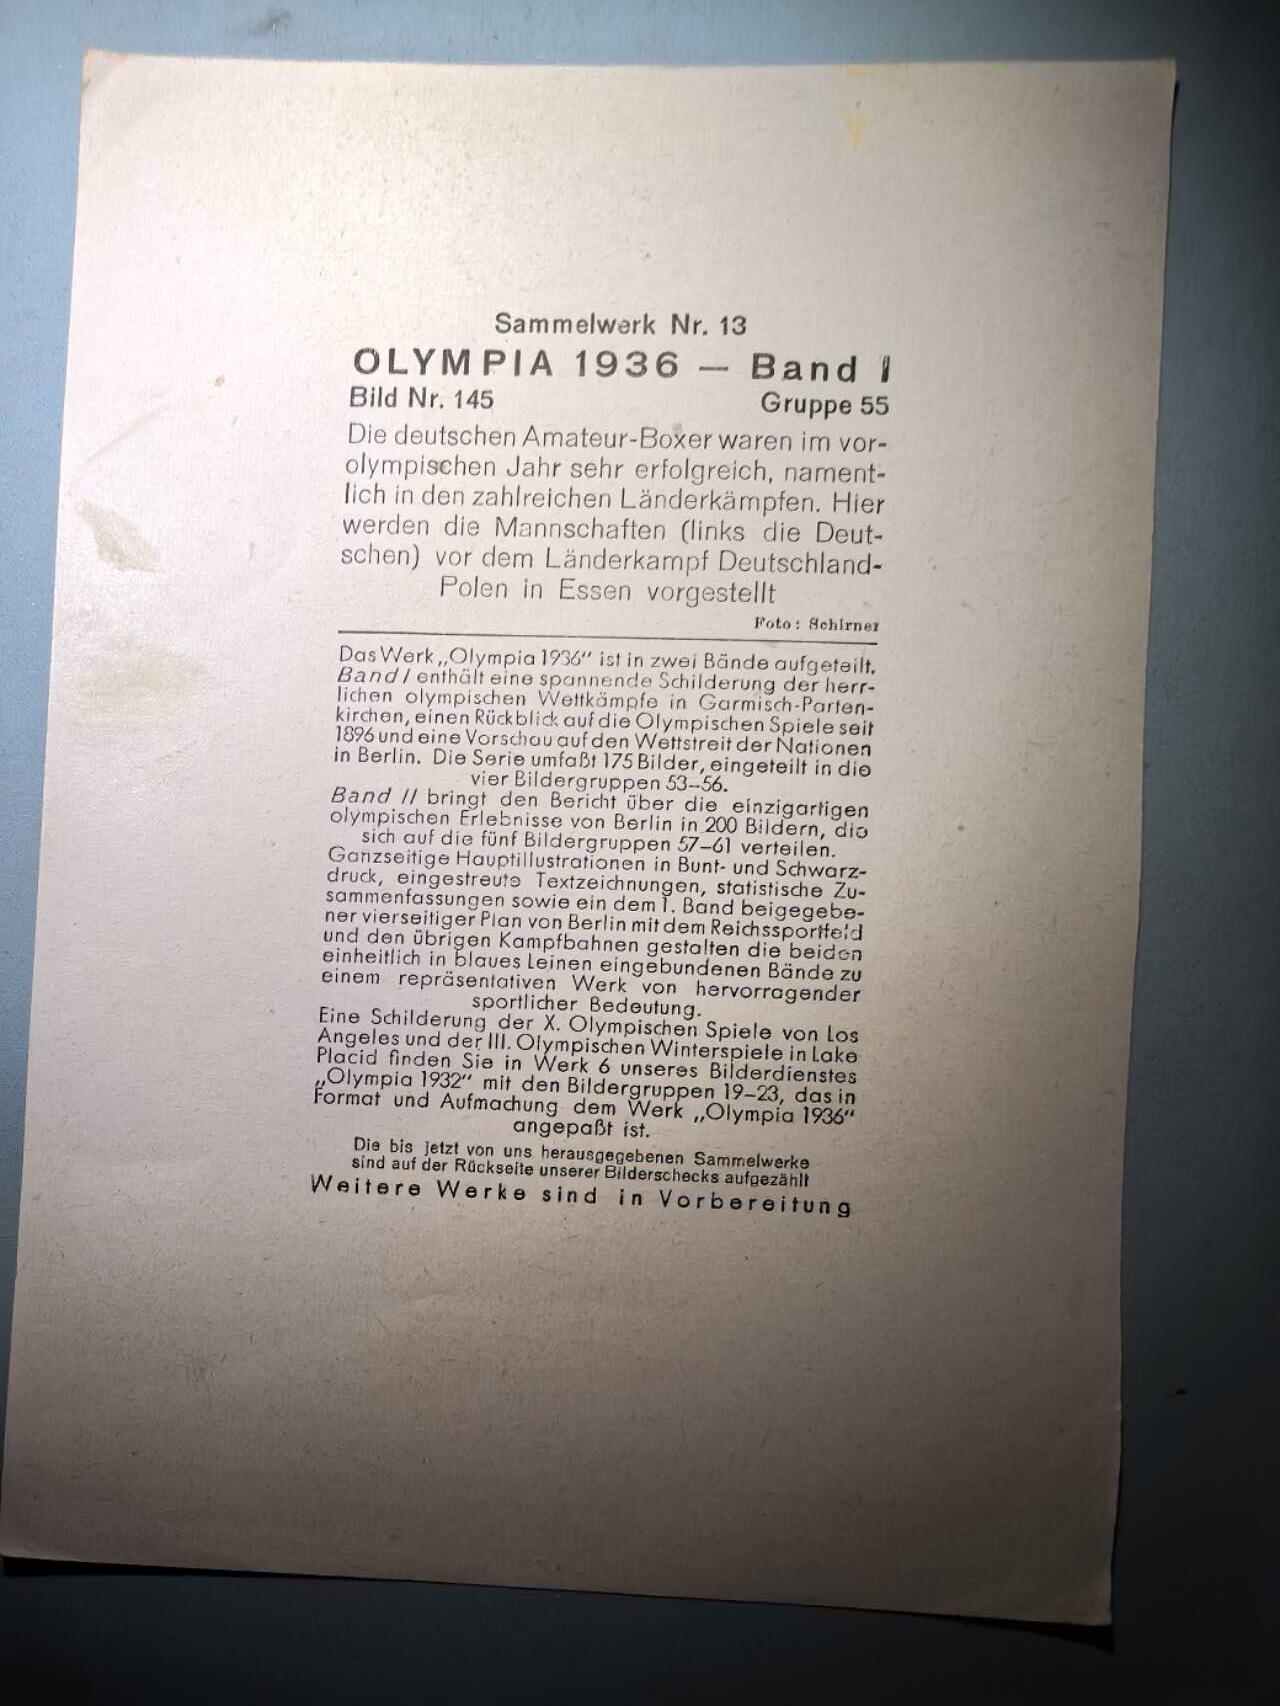 Sammelwerk Nr. 13
OLYMPIA 1936 — Band I
Bild Nr. 145 Gruppe 55
Die deutschen Amateur-Boxer waren im vor-
olympischen Jahr sehr erfolgreich, nament-
lich in den zahlreichen Länderkämpfen. Hier
werden die Mannschaften (links die Deut-
schen) vor dem Länderkampf Deutschland-
Polen in Essen vorgestellt
Foto: Schirner
Das Werk „Olympia 1936“ ist in zwei Bände aufgeteilt.
Band I enthält eine spannende Schilderung der herr-
lichen olympischen Wettkämpfe in Garmisch-Parten-
kirchen, einen Rückblick auf die Olympischen Spiele seit
1896 und eine Vorschau auf den Wettstreit der Nationen
in Berlin. Die Serie umfaßt 175 Bilder, eingeteilt in die
vier Bildergruppen 53–56.
Band II bringt den Bericht über die einzigartigen
olympischen Erlebnisse von Berlin in 200 Bildern, die
sich auf die fünf Bildergruppen 57–61 verteilen.
Ganzseitige Hauptillustrationen in Bunt- und Schwarz-
druck, eingestreute Textzeichnungen, statistische Zu-
sammenfassungen sowie ein dem 1. Band beigegebe-
ner vierseitiger Plan von Berlin mit dem Reichssportfeld
und den übrigen Kampfbahnen gestalten die beiden
einheitlich in blaues Leinen eingebundenen Bände zu
einem repräsentativen Werk von hervorragender
sportlicher Bedeutung.
Eine Schilderung der X. Olympischen Spiele von Los
Angeles und der III. Olympischen Winterspiele in Lake
Placid finden Sie in Werk 6 unseres Bilderdienstes
„Olympia 1932“ mit den Bildergruppen 19–23, das in
Format und Aufmachung dem Werk „Olympia 1936“
angepaßt ist.
Die bis jetzt von uns herausgegebenen Sammelwerke
sind auf der Rückseite unserer Bilderschecks aufgezählt
Weitere Werke sind in Vorbereitung